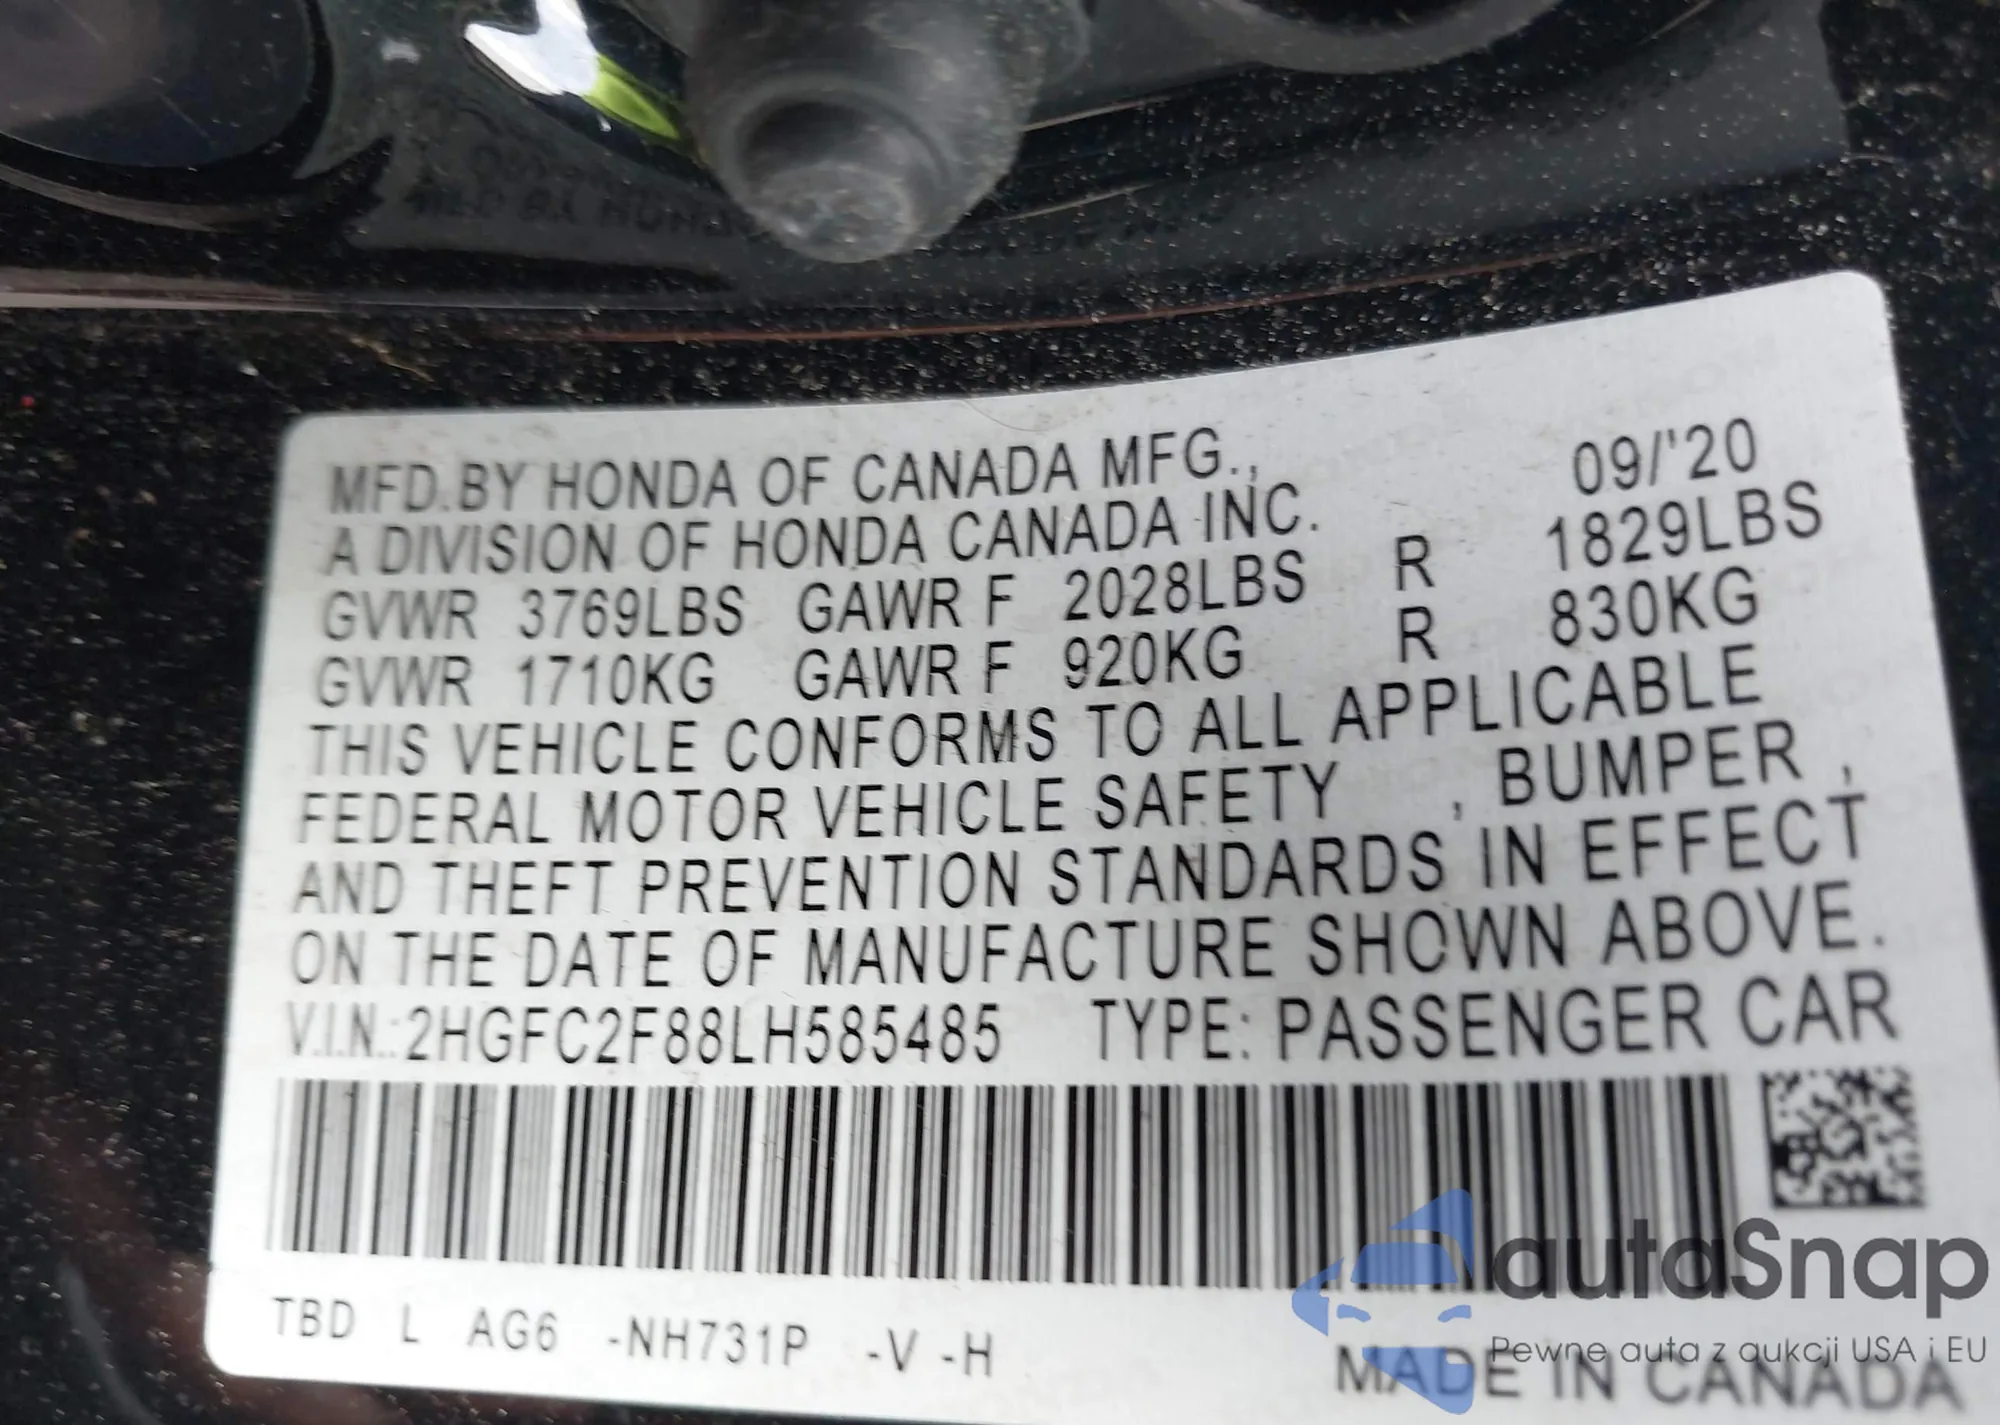 MFD.BY HONDA OF CANADA MFG., 09/'20
A DIVISION OF HONDA CANADA INC.
GVWR 3769LBS GAWR F 2028LBS R 1829LBS
GVWR 1710KG GAWR F 920KG R 830KG
THIS VEHICLE CONFORMS TO ALL APPLICABLE
FEDERAL MOTOR VEHICLE SAFETY , BUMPER ,
AND THEFT PREVENTION STANDARDS IN EFFECT
ON THE DATE OF MANUFACTURE SHOWN ABOVE.
V.I.N.:2HGFC2F88LH585485 TYPE: PASSENGER CAR
TBD L AG6 -NH731P -V -H
autaSnap
Pewne auta z aukcji USA i EU
MADE IN CANADA